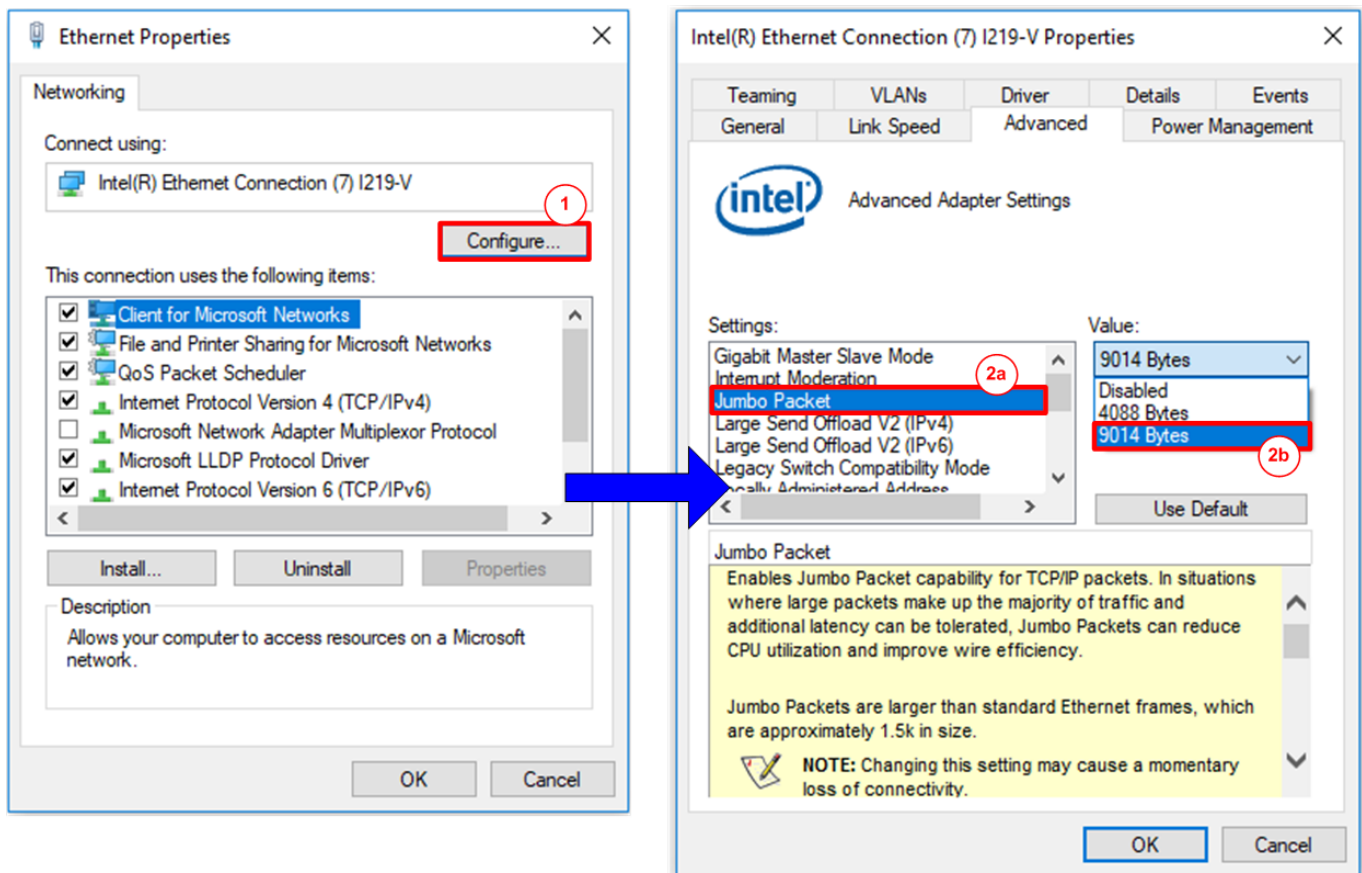 Ethernet Properties
Networking
Connect using:
Intel(R) Ethernet Connection (7) I219-V
1
Configure...
This connection uses the following items:
Client for Microsoft Networks
File and Printer Sharing for Microsoft Networks
QoS Packet Scheduler
Internet Protocol Version 4 (TCP/IPv4)
Microsoft Network Adapter Multiplexor Protocol
Microsoft LLDP Protocol Driver
Internet Protocol Version 6 (TCP/IPv6)
Install...
Uninstall
Properties
Description
Allows your computer to access resources on a Microsoft
network.
OK
Cancel
Intel(R) Ethernet Connection (7) I219-V Properties
Teaming
VLANs
Driver
Details
Events
General
Link Speed
Advanced
Power Management
intel
Advanced Adapter Settings
Settings:
Gigabit Master Slave Mode
Interrupt Moderation
2a
Jumbo Packet
Large Send Offload V2 (IPv4)
Large Send Offload V2 (IPv6)
Legacy Switch Compatibility Mode
Locally Administered Address
Value:
9014 Bytes
Disabled
4088 Bytes
9014 Bytes
2b
Use Default
Jumbo Packet
Enables Jumbo Packet capability for TCP/IP packets. In situations
where large packets make up the majority of traffic and
additional latency can be tolerated, Jumbo Packets can reduce
CPU utilization and improve wire efficiency.
Jumbo Packets are larger than standard Ethernet frames, which
are approximately 1.5k in size.
NOTE: Changing this setting may cause a momentary
loss of connectivity.
OK
Cancel